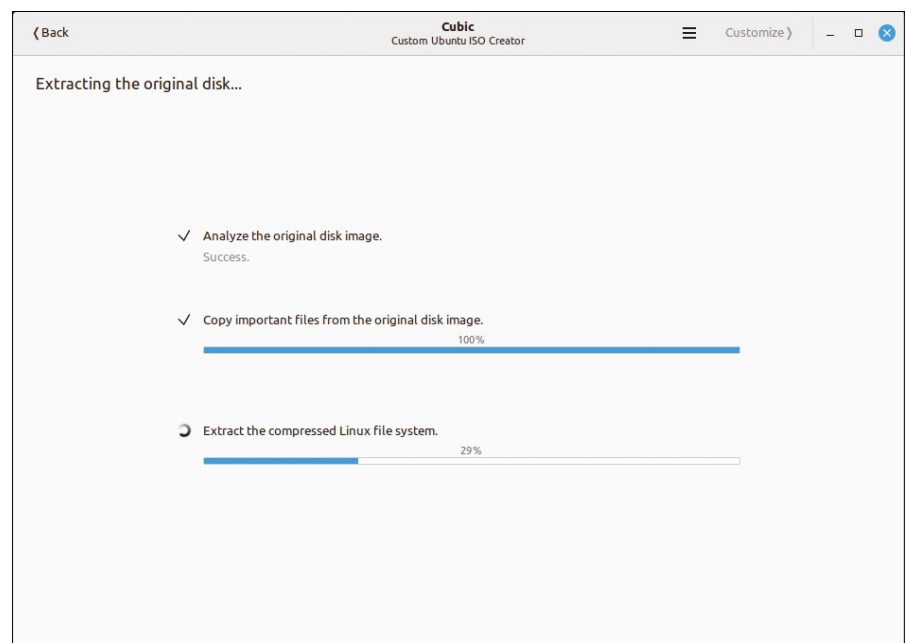 ❬ Back
Cubic
Custom Ubuntu ISO Creator
Customize ❭
Extracting the original disk...
Analyze the original disk image.
Success.
Copy important files from the original disk image.
100%
Extract the compressed Linux file system.
29%